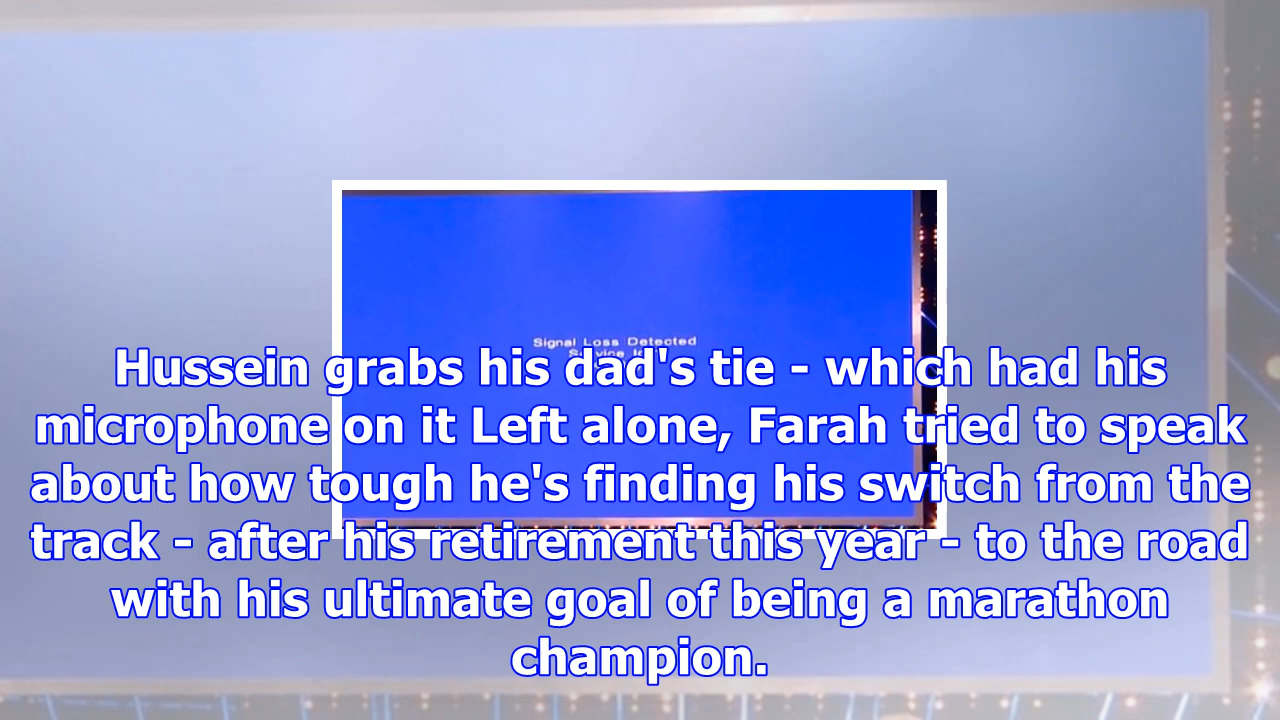 Signal Loss Detected
Hussein grabs his dad's tie - which had his
microphone on it Left alone, Farah tried to speak
about how tough he's finding his switch from the
track - after his retirement this year - to the road
with his ultimate goal of being a marathon
champion.